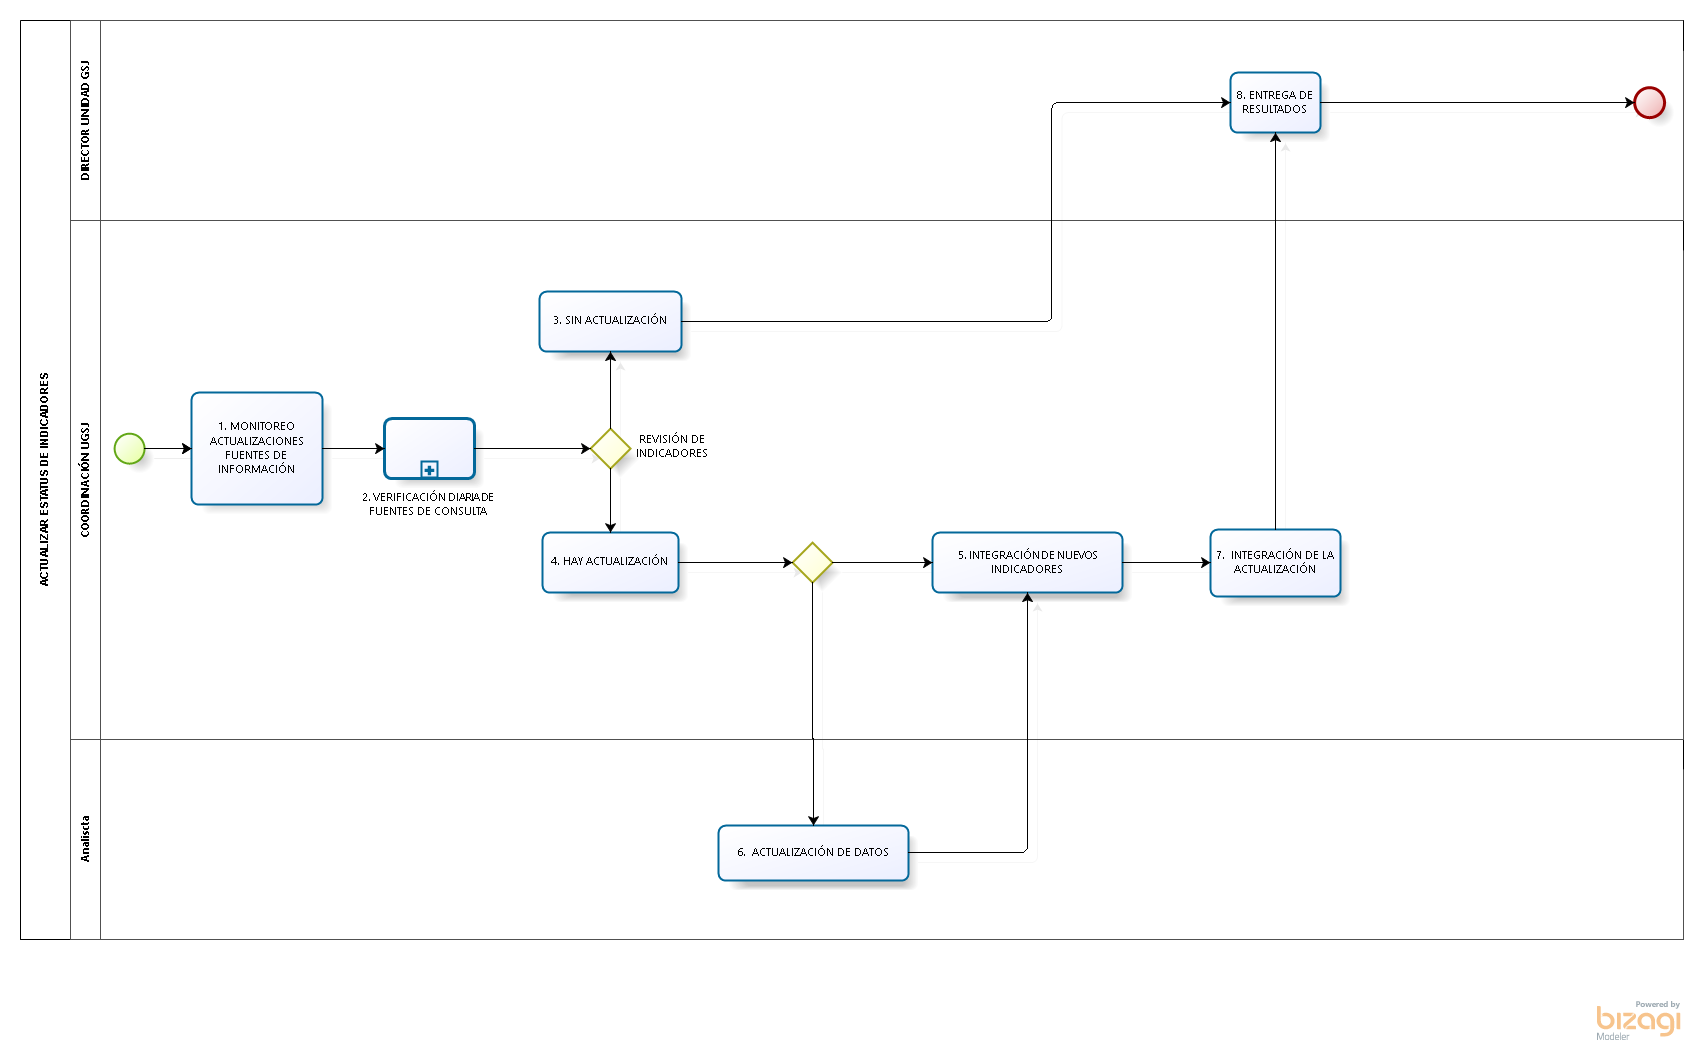 ACTUALIZAR ESTATUS DE INDICADORES
DIRECTOR UNIDAD GSJ
8. ENTREGA DE
RESULTADOS
COORDINACIÓN UGSJ
3. SIN ACTUALIZACIÓN
1. MONITOREO
ACTUALIZACIONES
FUENTES DE
INFORMACIÓN
2. VERIFICACIÓN DIARIA DE
FUENTES DE CONSULTA
REVISIÓN DE
INDICADORES
4. HAY ACTUALIZACIÓN
5. INTEGRACIÓN DE NUEVOS
INDICADORES
7. INTEGRACIÓN DE LA
ACTUALIZACIÓN
Analiscta
6. ACTUALIZACIÓN DE DATOS
Powered by
bizagi
Modeler